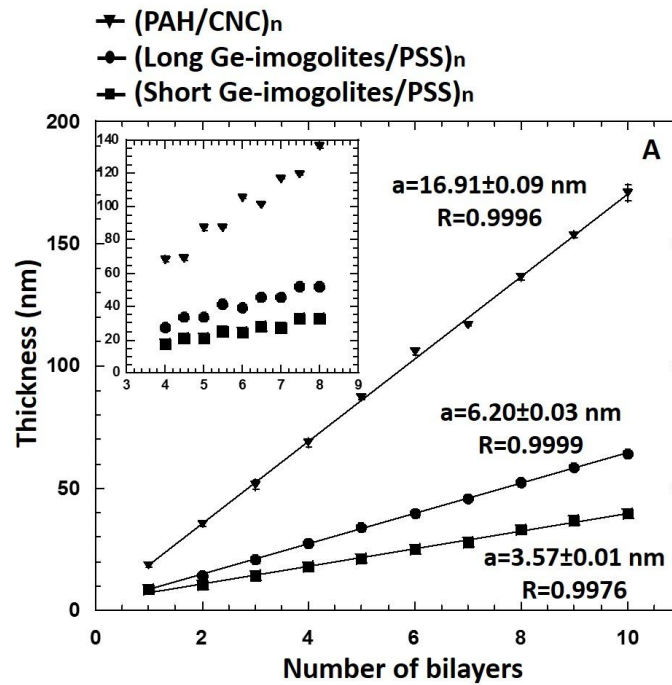 (PAH/CNC)n
(Long Ge-imogolites/PSS)n
(Short Ge-imogolites/PSS)n
200
150
100
50
0
Thickness (nm)
A
140
120
100
80
60
40
20
0
3 4 5 6 7 8 9
a=16.91±0.09 nm
R=0.9996
a=6.20±0.03 nm
R=0.9999
a=3.57±0.01 nm
R=0.9976
0 2 4 6 8 10
Number of bilayers